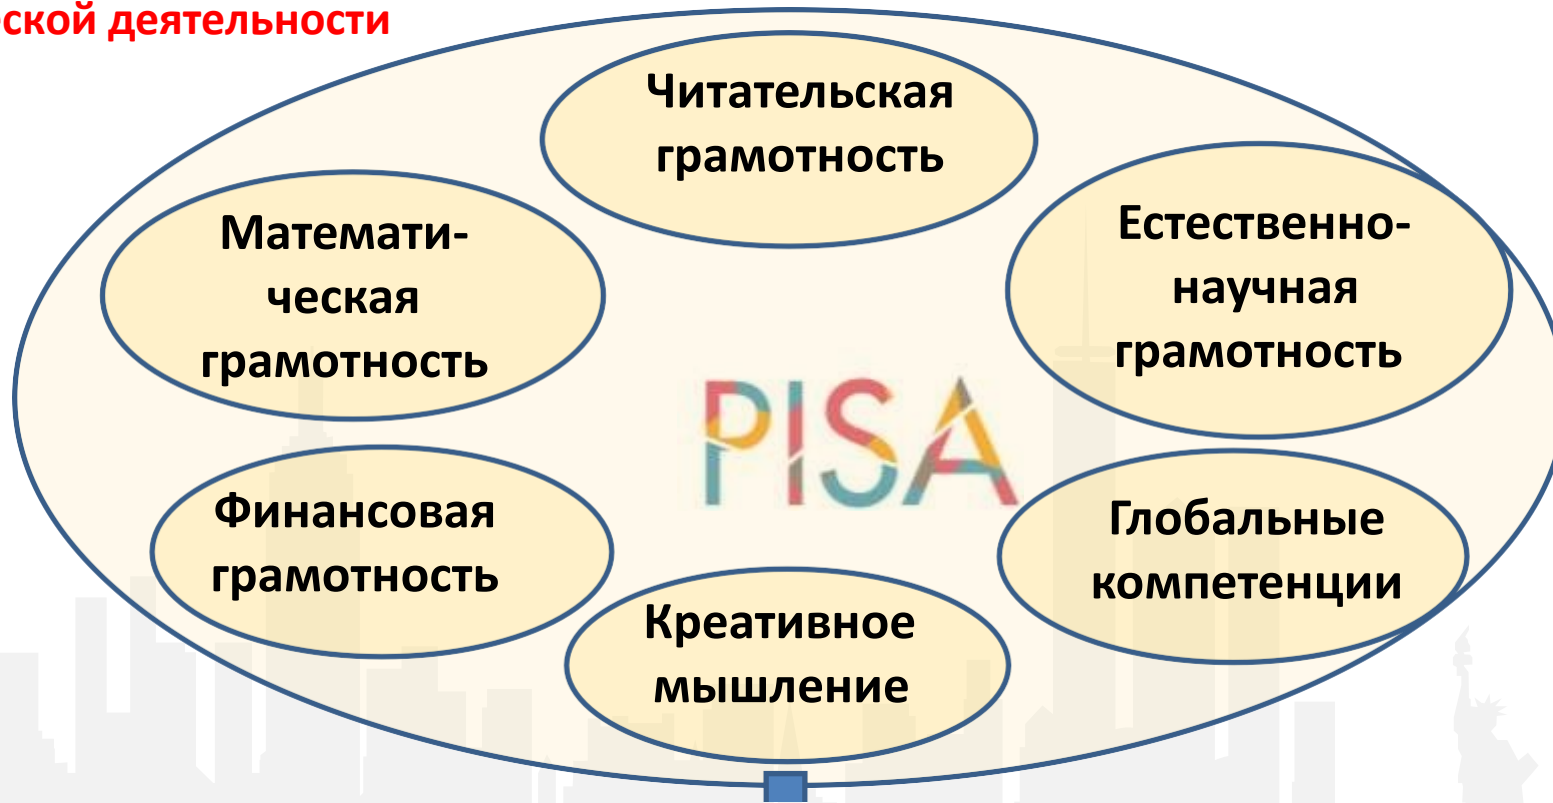 ской деятельности
Читательская
грамотность
Математи-
ческая
грамотность
Естественно-
научная
грамотность
PISA
Финансовая
грамотность
Глобальные
компетенции
Креативное
мышление